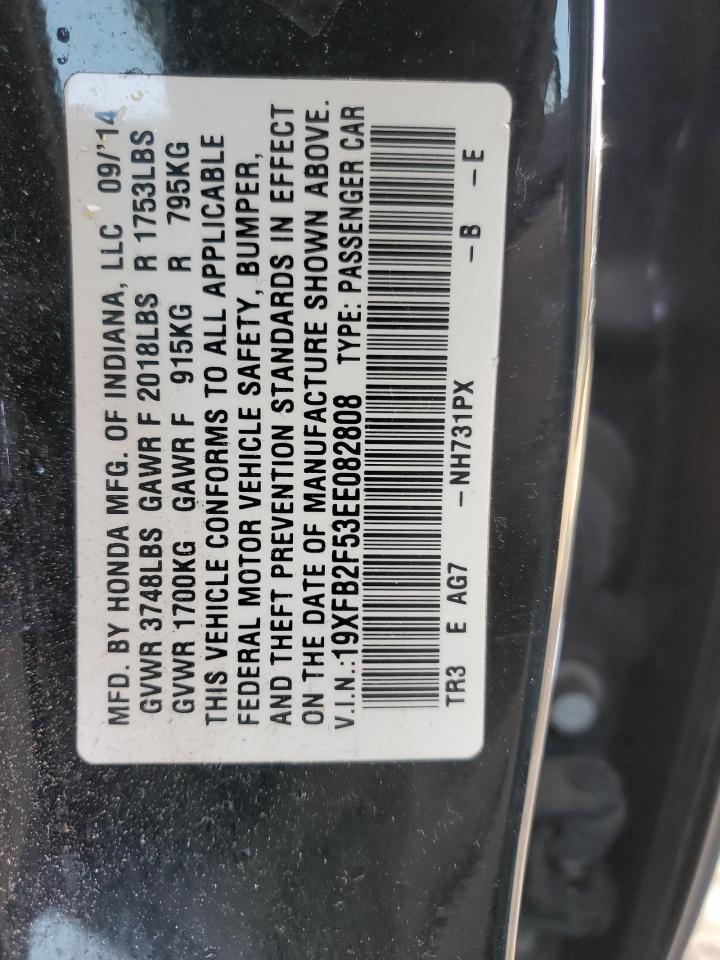 MFD. BY HONDA MFG. OF INDIANA, LLC 09/'14
GVWR 3748LBS GAWR F 2018LBS R 1753LBS
GVWR 1700KG GAWR F 915KG R 795KG
THIS VEHICLE CONFORMS TO ALL APPLICABLE
FEDERAL MOTOR VEHICLE SAFETY, BUMPER,
AND THEFT PREVENTION STANDARDS IN EFFECT
ON THE DATE OF MANUFACTURE SHOWN ABOVE.
V.I.N.:19XFB2F53EE082808 TYPE: PASSENGER CAR
TR3 E AG7 -NH731PX -B -E